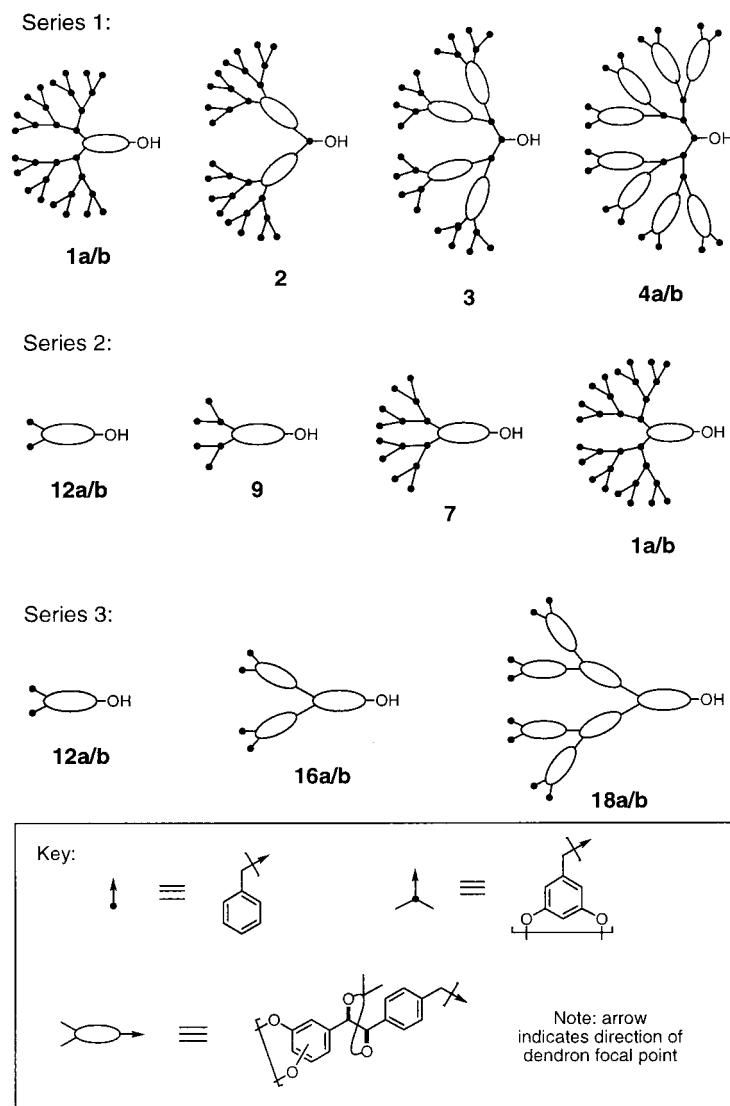 Series 1:
OH
OH
OH
OH
1a/b
2
3
4a/b
Series 2:
OH
OH
OH
OH
12a/b
9
7
1a/b
Series 3:
OH
OH
OH
12a/b
16a/b
18a/b
Key:
O
O
O
O
O
O
Note: arrow
indicates direction of
dendron focal point